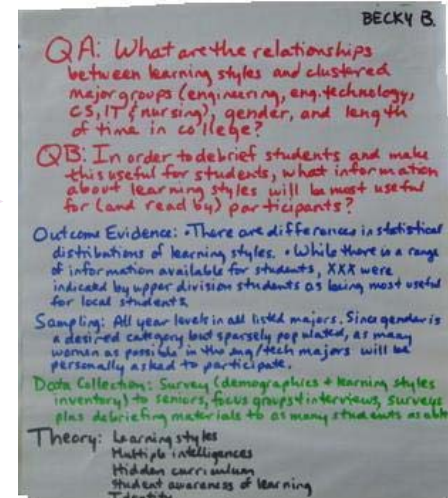 BECKY B.
QA: What are the relationships
between learning styles and clustered
major groups (engineering, eng. technology,
CS, IT & nursing), gender, and length
of time in college?
QB: In order to debrief students and make
this useful for students, what information
about learning styles will be most useful
for (and read by) participants?
Outcome Evidence: • There are differences in statistical
distributions of learning styles. • While there is a range
of information available for students, XXX were
indicated by upper division students as being most useful
for local students.
Sampling: All year levels in all listed majors. Since gender is
a desired category but sparsely populated, as many
women as possible in the eng/tech majors will be
personally asked to participate.
Data Collection: Survey (demographics + learning styles
inventory) to seniors, focus groups + interviews, surveys
plus debriefing materials to as many students as able
Theory: Learning styles
Multiple intelligences
Hidden curriculum
Student awareness of learning
Identity